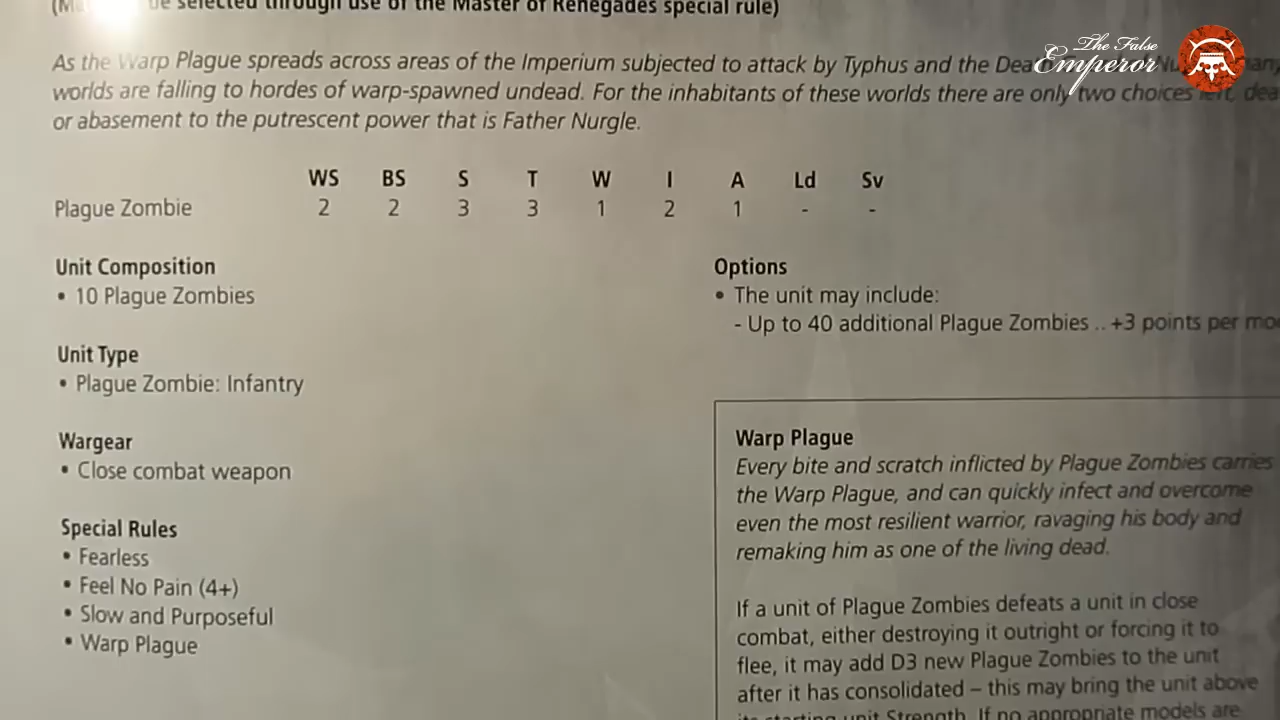 be selected through use of the Master of Renegades special rule)
The False
Emperor
As the Warp Plague spreads across areas of the Imperium subjected to attack by Typhus and the
worlds are falling to hordes of warp-spawned undead. For the inhabitants of these worlds there are only two choices left,
or abasement to the putrescent power that is Father Nurgle.
WS BS S T W I A Ld Sv
Plague Zombie 2 2 3 3 1 2 1 - -
Unit Composition
• 10 Plague Zombies
Unit Type
• Plague Zombie: Infantry
Wargear
• Close combat weapon
Special Rules
• Fearless
• Feel No Pain (4+)
• Slow and Purposeful
• Warp Plague
Options
• The unit may include:
- Up to 40 additional Plague Zombies .. +3 points per
Warp Plague
Every bite and scratch inflicted by Plague Zombies carries
the Warp Plague, and can quickly infect and overcome
even the most resilient warrior, ravaging his body and
remaking him as one of the living dead.
If a unit of Plague Zombies defeats a unit in close
combat, either destroying it outright or forcing it to
flee, it may add D3 new Plague Zombies to the unit
after it has consolidated – this may bring the unit above
its starting unit Strength. If no appropriate models are